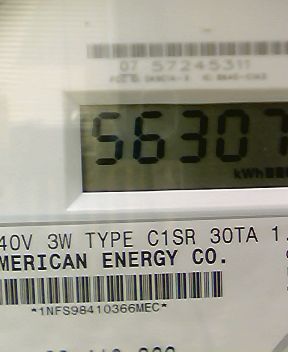 07 57245311
56307
kWh
40V 3W TYPE C1SR 30TA 1.
MERICAN ENERGY CO.
*1NFS98410366MEC*